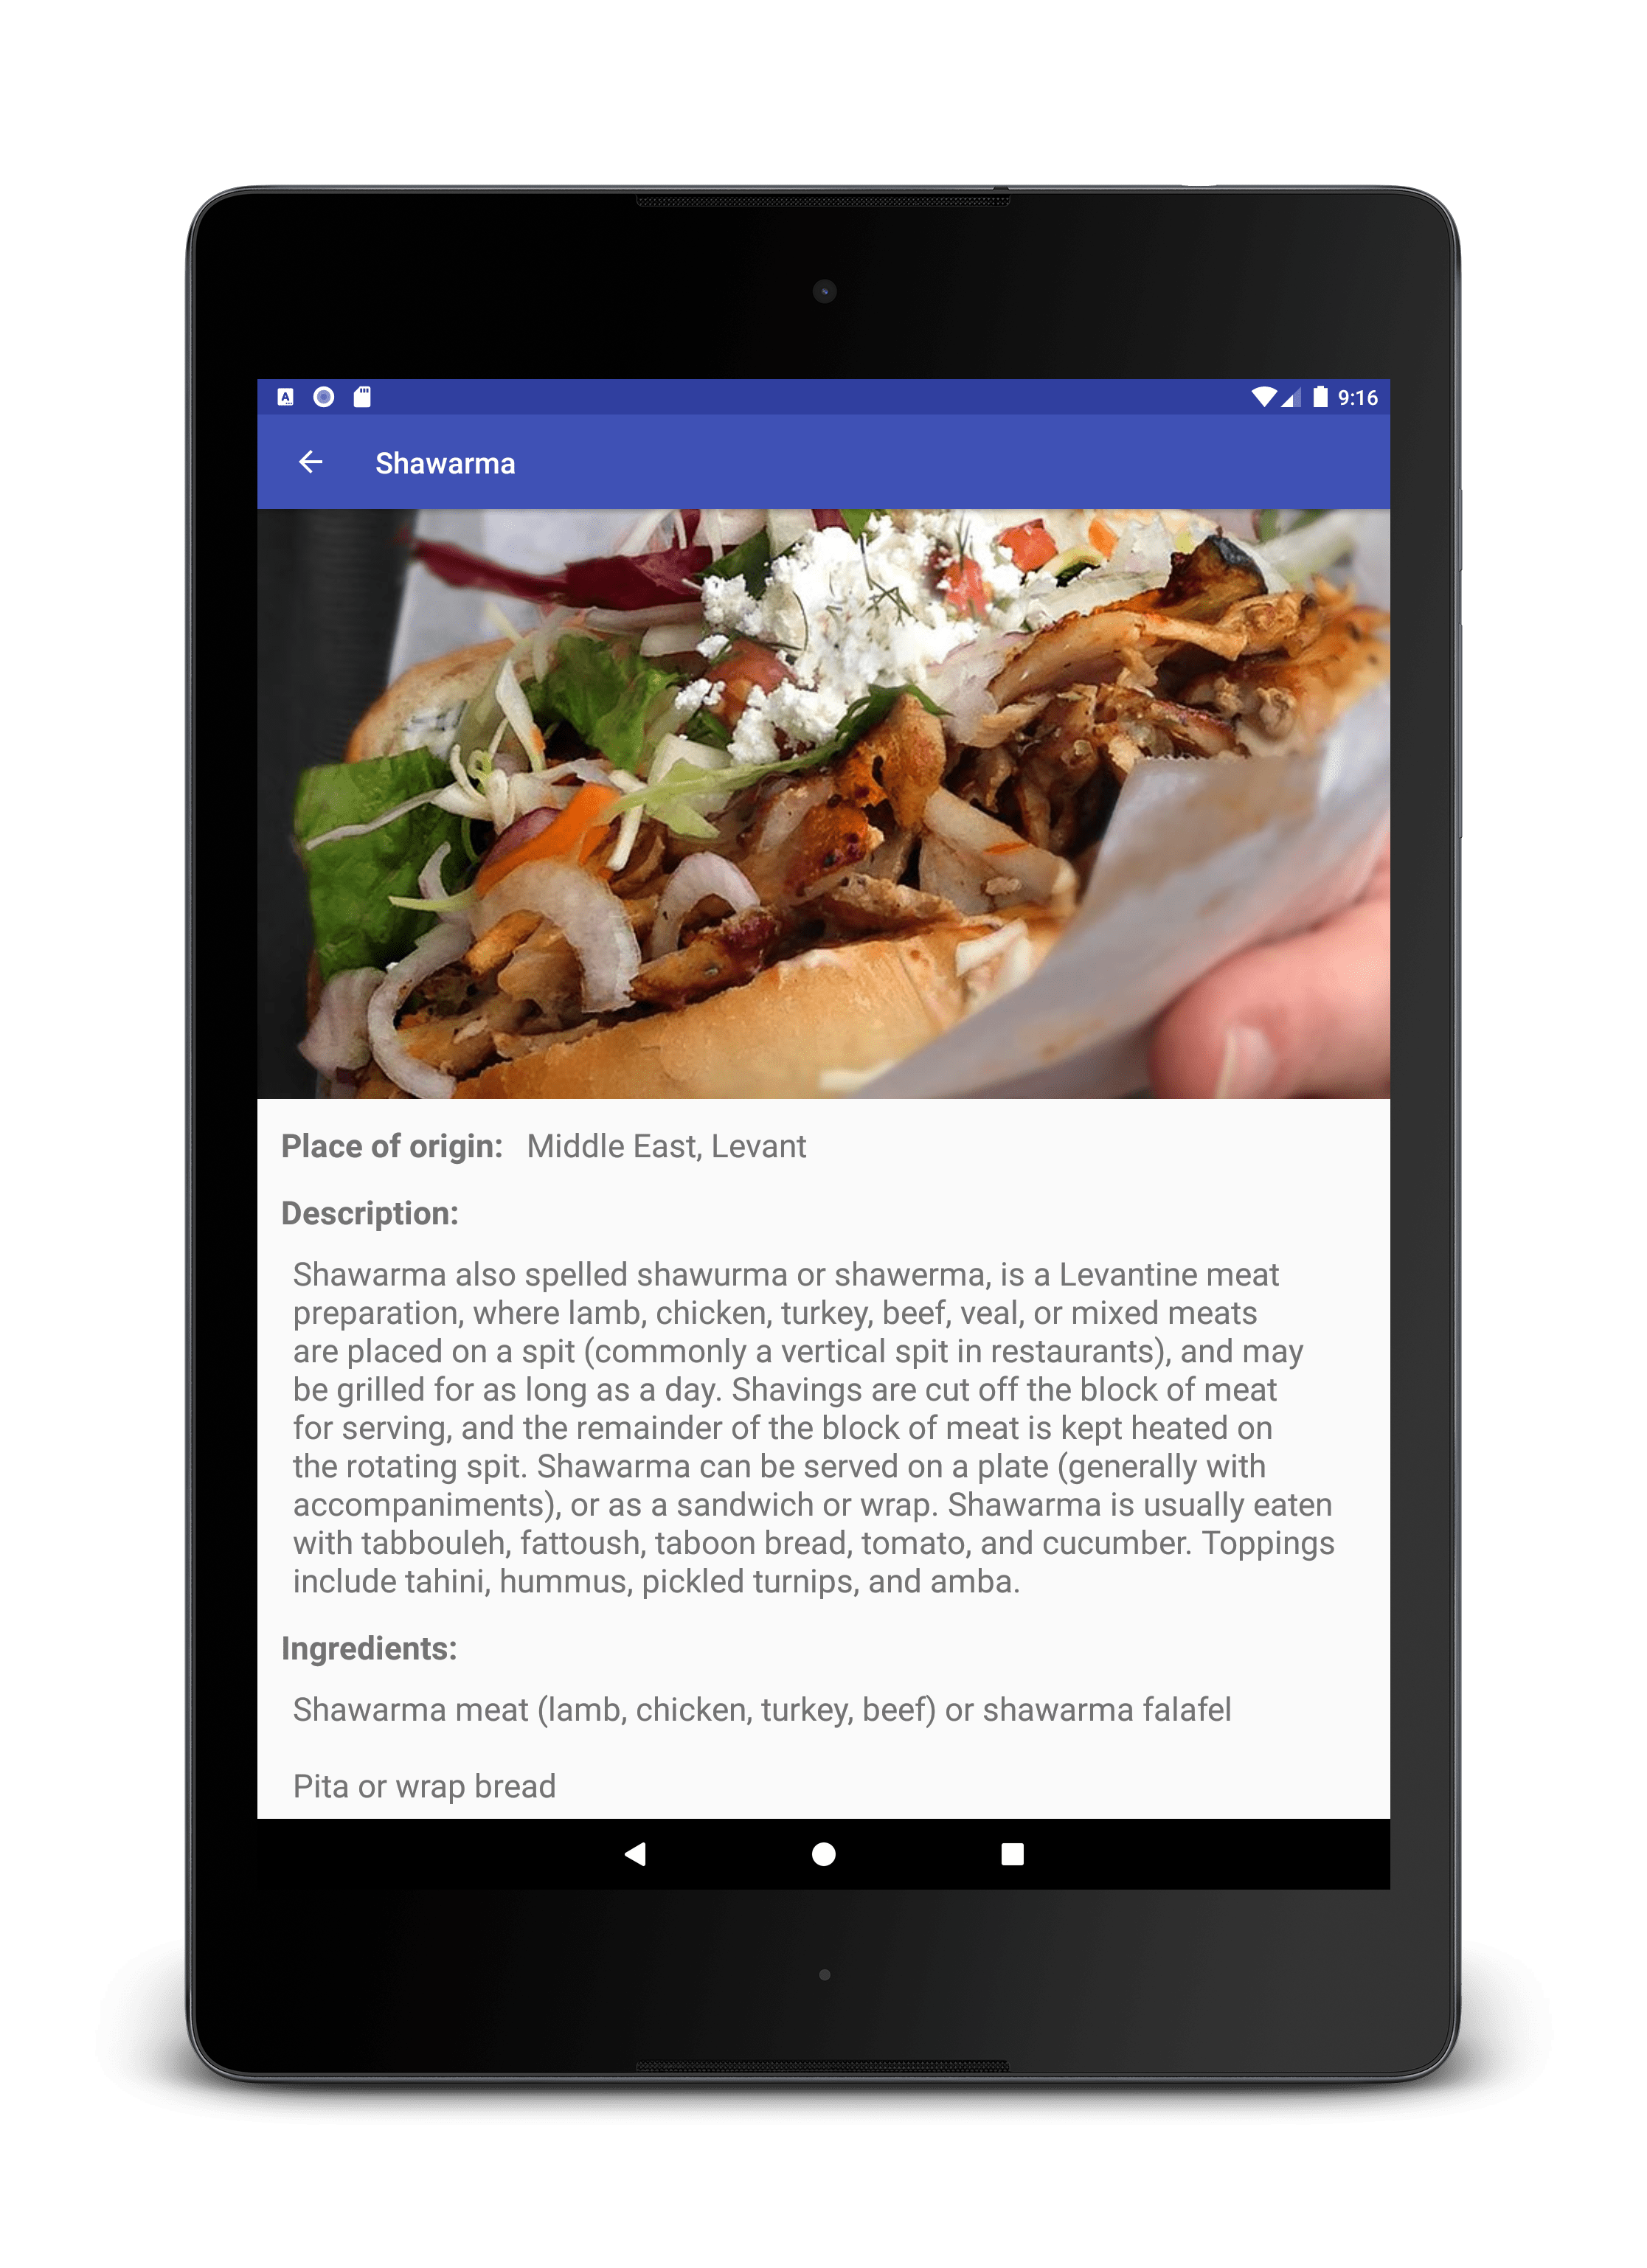 9:16
Shawarma
Place of origin: Middle East, Levant
Description:
Shawarma also spelled shawurma or shawerma, is a Levantine meat
preparation, where lamb, chicken, turkey, beef, veal, or mixed meats
are placed on a spit (commonly a vertical spit in restaurants), and may
be grilled for as long as a day. Shavings are cut off the block of meat
for serving, and the remainder of the block of meat is kept heated on
the rotating spit. Shawarma can be served on a plate (generally with
accompaniments), or as a sandwich or wrap. Shawarma is usually eaten
with tabbouleh, fattoush, taboon bread, tomato, and cucumber. Toppings
include tahini, hummus, pickled turnips, and amba.
Ingredients:
Shawarma meat (lamb, chicken, turkey, beef) or shawarma falafel
Pita or wrap bread